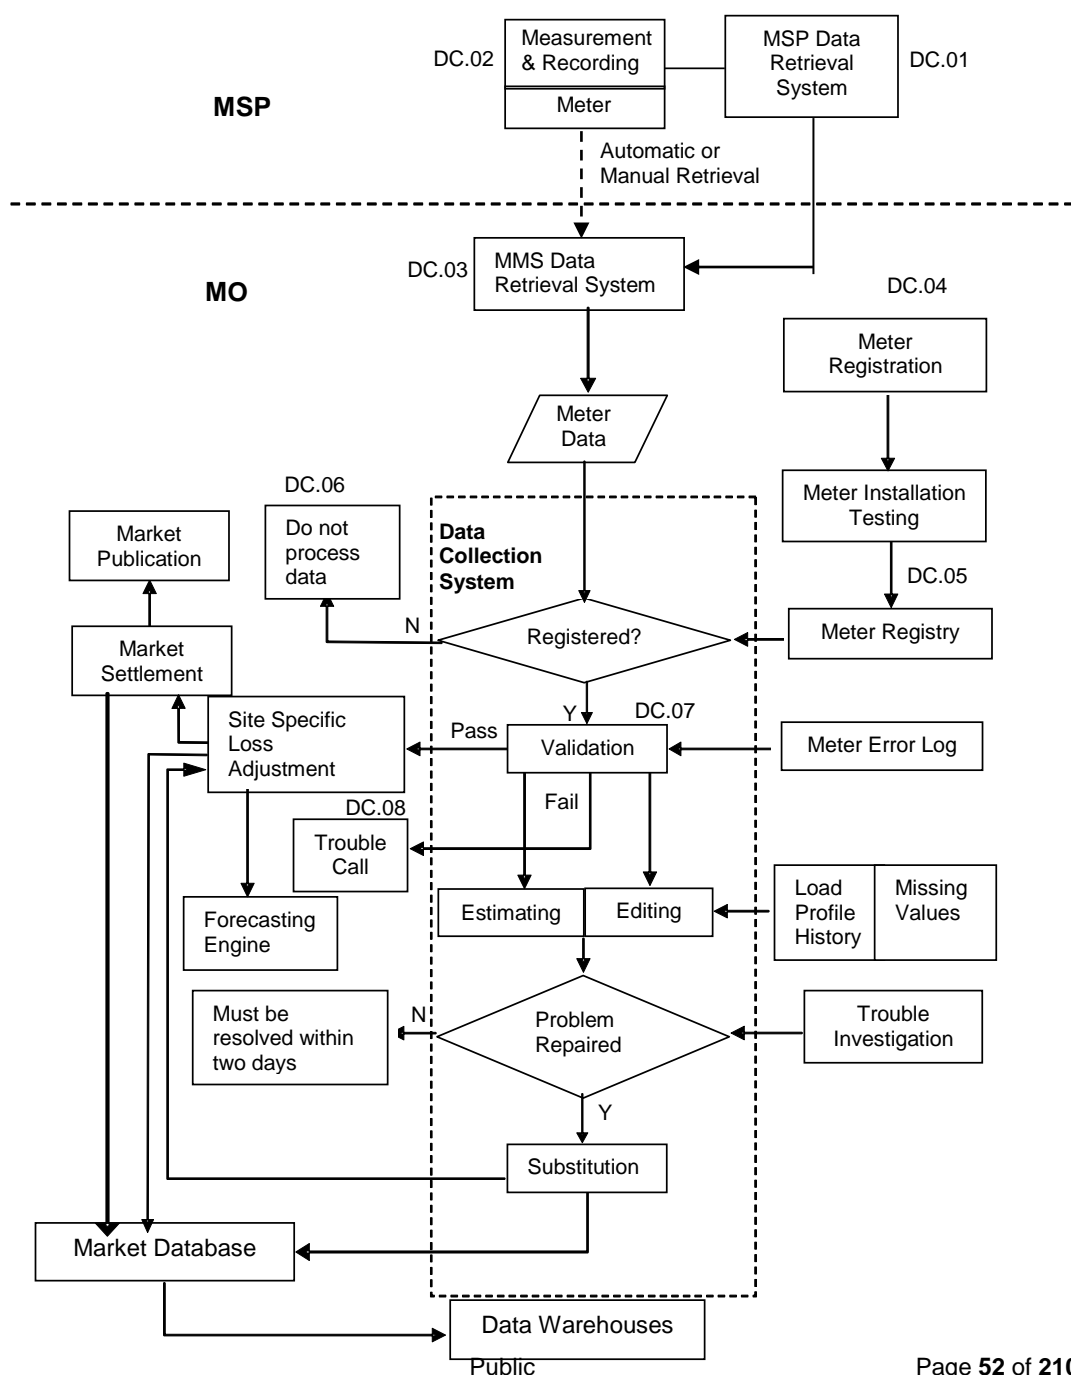 DC.02
Measurement
& Recording
Meter
MSP Data
Retrieval
System
DC.01
MSP
Automatic or
Manual Retrieval
MO
DC.03
MMS Data
Retrieval System
DC.04
Meter
Registration
Meter
Data
Meter Installation
Testing
DC.05
Meter Registry
DC.06
Do not
process
data
Data
Collection
System
Market
Publication
Market
Settlement
N
Registered?
Y
DC.07
Pass
Validation
Meter Error Log
Site Specific
Loss
Adjustment
Fail
DC.08
Trouble
Call
Forecasting
Engine
Estimating
Editing
Load
Profile
History
Missing
Values
Must be
resolved within
two days
N
Problem
Repaired
Trouble
Investigation
Y
Substitution
Market Database
Data Warehouses
Public
Page 52 of 210